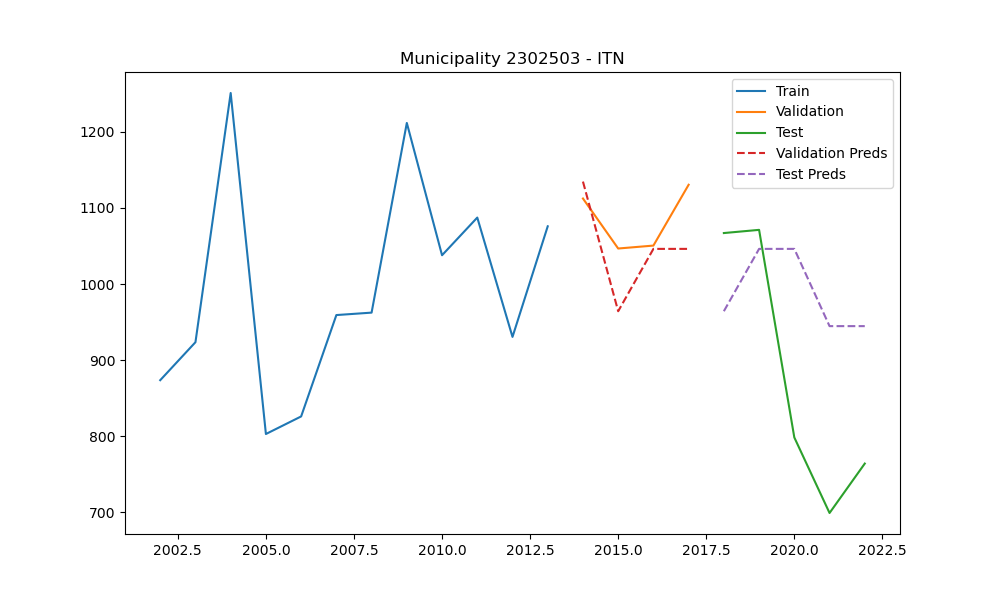 Municipality 2302503 - ITN
Train
Validation
Test
Validation Preds
Test Preds
1200
1100
1000
900
800
700
2002.5 2005.0 2007.5 2010.0 2012.5 2015.0 2017.5 2020.0 2022.5